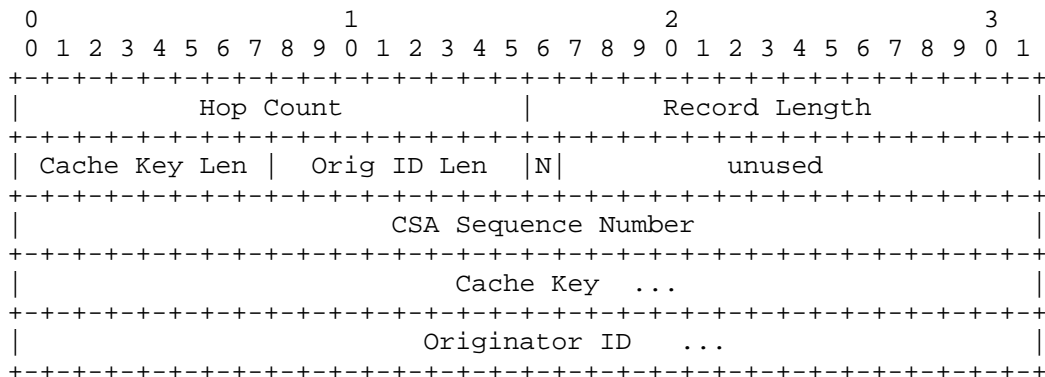 0                   1                   2                   3
 0 1 2 3 4 5 6 7 8 9 0 1 2 3 4 5 6 7 8 9 0 1 2 3 4 5 6 7 8 9 0 1
+-+-+-+-+-+-+-+-+-+-+-+-+-+-+-+-+-+-+-+-+-+-+-+-+-+-+-+-+-+-+-+-+
|           Hop Count           |        Record Length          |
+-+-+-+-+-+-+-+-+-+-+-+-+-+-+-+-+-+-+-+-+-+-+-+-+-+-+-+-+-+-+-+-+
| Cache Key Len |  Orig ID Len  |N|          unused             |
+-+-+-+-+-+-+-+-+-+-+-+-+-+-+-+-+-+-+-+-+-+-+-+-+-+-+-+-+-+-+-+-+
|                       CSA Sequence Number                     |
+-+-+-+-+-+-+-+-+-+-+-+-+-+-+-+-+-+-+-+-+-+-+-+-+-+-+-+-+-+-+-+-+
|                           Cache Key  ...                      |
+-+-+-+-+-+-+-+-+-+-+-+-+-+-+-+-+-+-+-+-+-+-+-+-+-+-+-+-+-+-+-+-+
|                         Originator ID   ...                   |
+-+-+-+-+-+-+-+-+-+-+-+-+-+-+-+-+-+-+-+-+-+-+-+-+-+-+-+-+-+-+-+-+